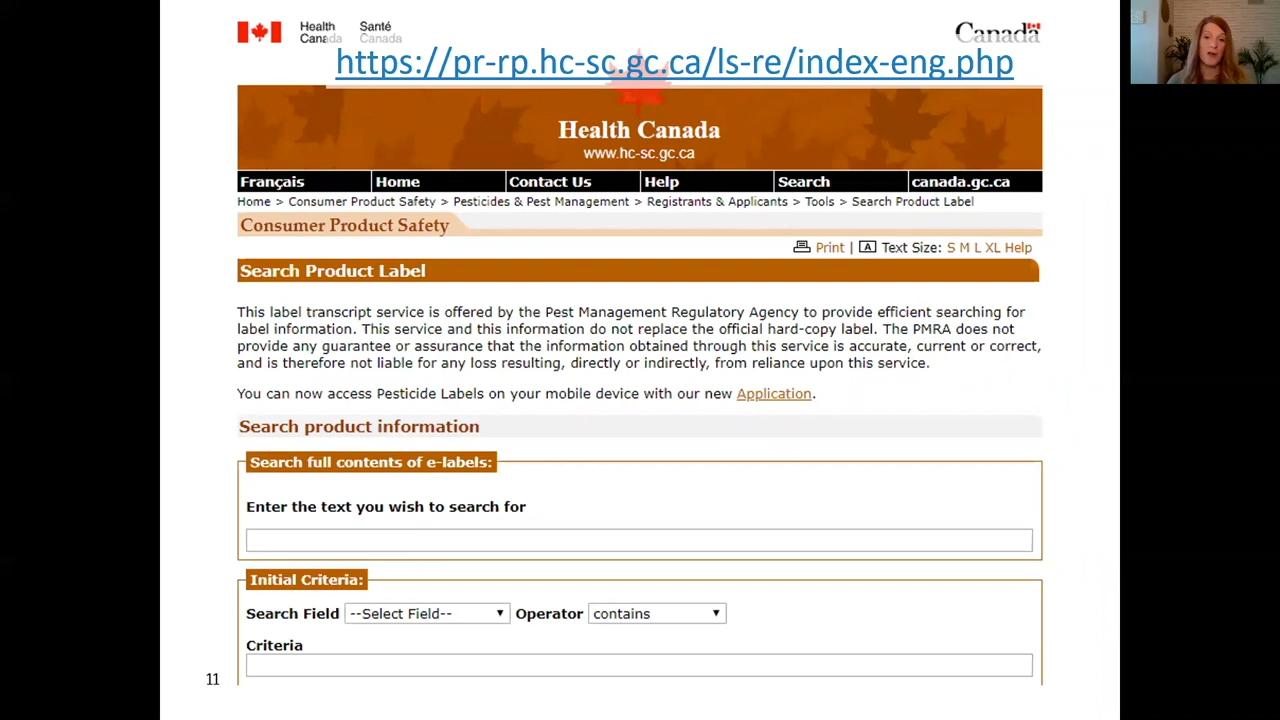 Health
Canada
Santé
Canada
Canada
https://pr-rp.hc-sc.gc.ca/ls-re/index-eng.php
Health Canada
www.hc-sc.gc.ca
Français Home Contact Us Help Search canada.gc.ca
Home > Consumer Product Safety > Pesticides & Pest Management > Registrants & Applicants > Tools > Search Product Label
Consumer Product Safety
Print | A Text Size: S M L XL Help
Search Product Label
This label transcript service is offered by the Pest Management Regulatory Agency to provide efficient searching for
label information. This service and this information do not replace the official hard-copy label. The PMRA does not
provide any guarantee or assurance that the information obtained through this service is accurate, current or correct,
and is therefore not liable for any loss resulting, directly or indirectly, from reliance upon this service.
You can now access Pesticide Labels on your mobile device with our new Application.
Search product information
Search full contents of e-labels:
Enter the text you wish to search for
Initial Criteria:
Search Field --Select Field-- Operator contains
Criteria
11